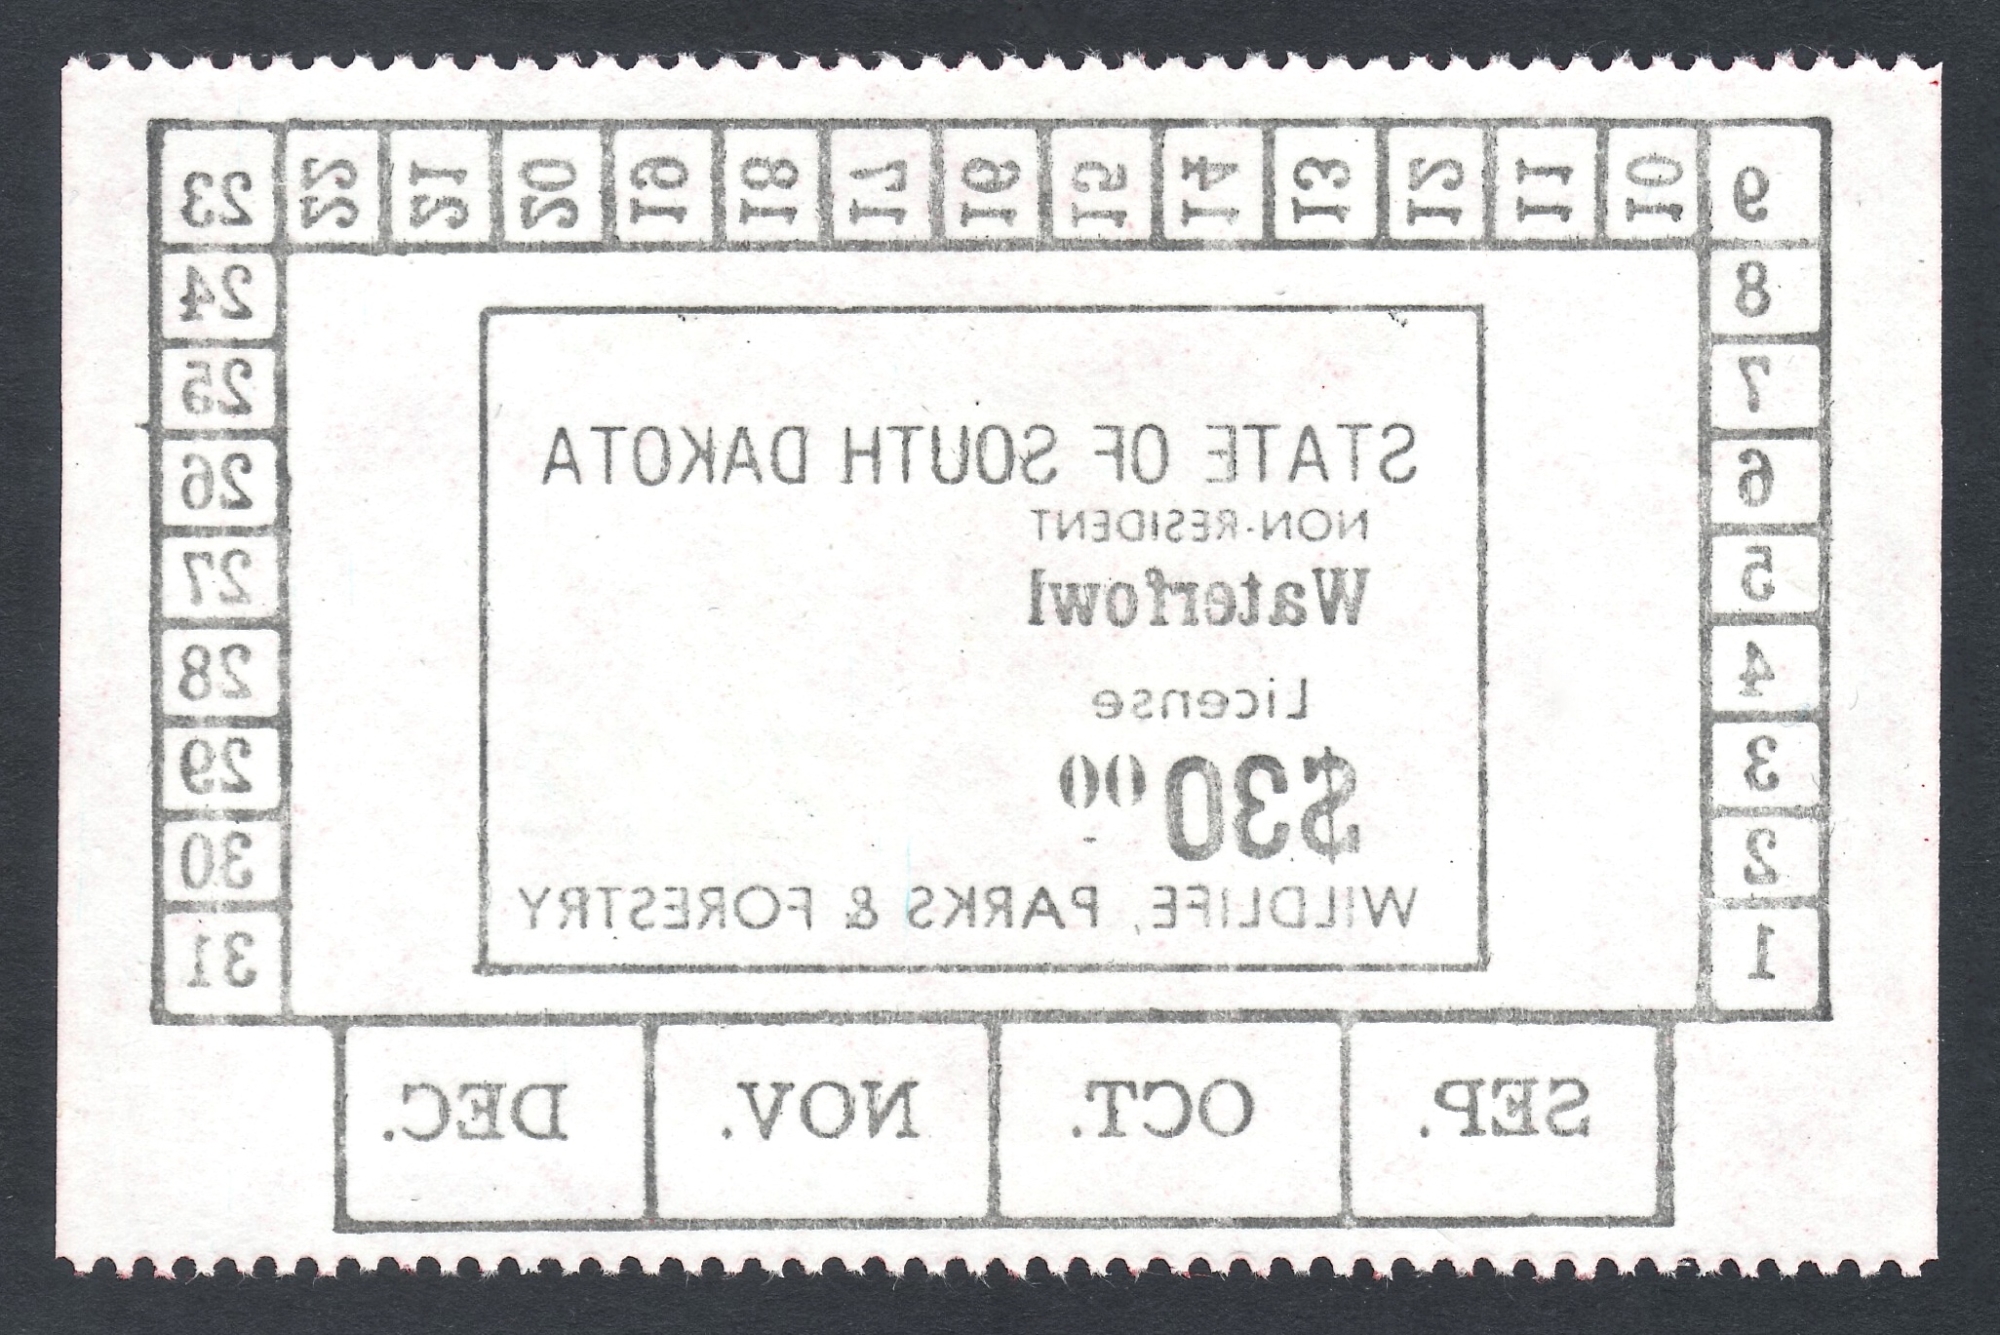 23 22 21 20 19 18 17 16 15 14 13 12 11 10 9
24 8
25 7
26 6
27 5
28 4
29 3
30 2
31 1
STATE OF SOUTH DAKOTA
NON-RESIDENT
Waterfowl
License
$30.00
WILDLIFE, PARKS & FORESTRY
SEP. OCT. NOV. DEC.